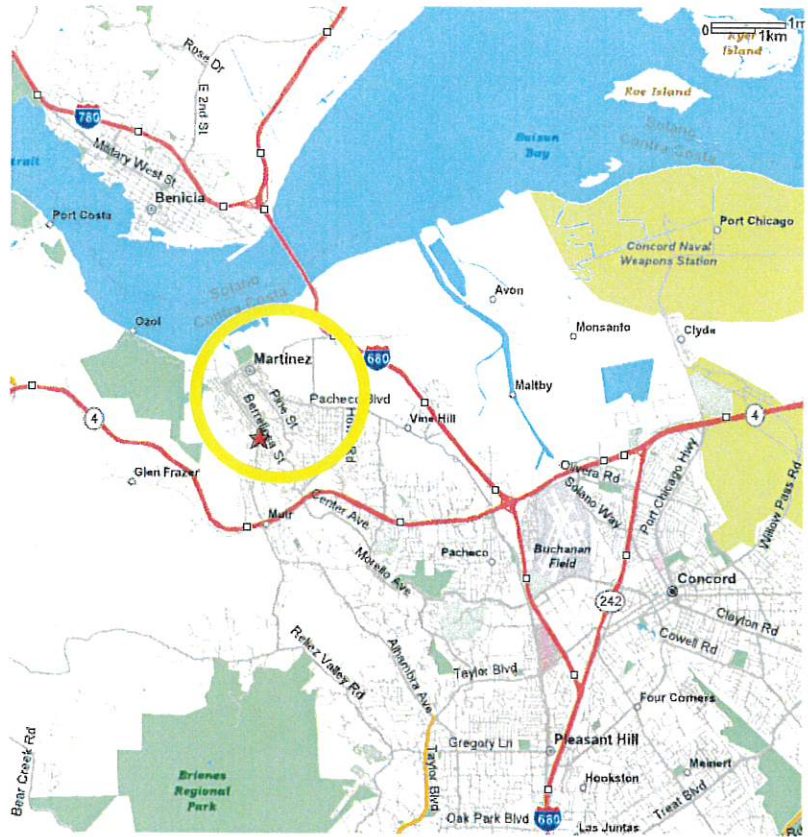 1m
0 1km
Ryer
Island
Rose Dr
E 2nd St
Roe Island
780
Solano
Contra Costa
Military West St
Suisun
Bay
trait
Benicia
Port Costa
Port Chicago
Concord Naval
Weapons Station
Solano
Contra Costa
Avon
Ozol
Monsanto
Clyde
680
Martinez
Maltby
Pacheco Blvd
Pine St
Berrellesa St
Vine Hill
4
4
Glen Frazer
Olivera Rd
Solano Way
Port Chicago Hwy
Willow Pass Rd
Center Ave
Muir
Morello Ave
Pacheco
Buchanan
Field
Concord
242
Clayton Rd
Cowell Rd
Reliez Valley Rd
Alhambra Ave
Taylor Blvd
Four Corners
Gregory Ln
Pleasant Hill
Bear Creek Rd
Briones
Regional
Park
Taylor Blvd
Hookston
Meinert
Treat Blvd
Oak Park Blvd
680
Las Juntas